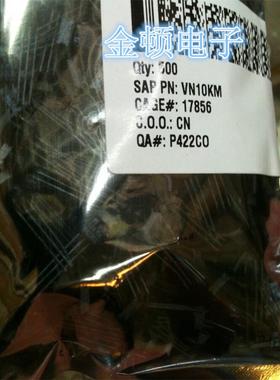 金顿电子
Qty: 500
SAP PN: VN10KM
CAGE#: 17856
C.O.O.: CN
QA#: P422CO